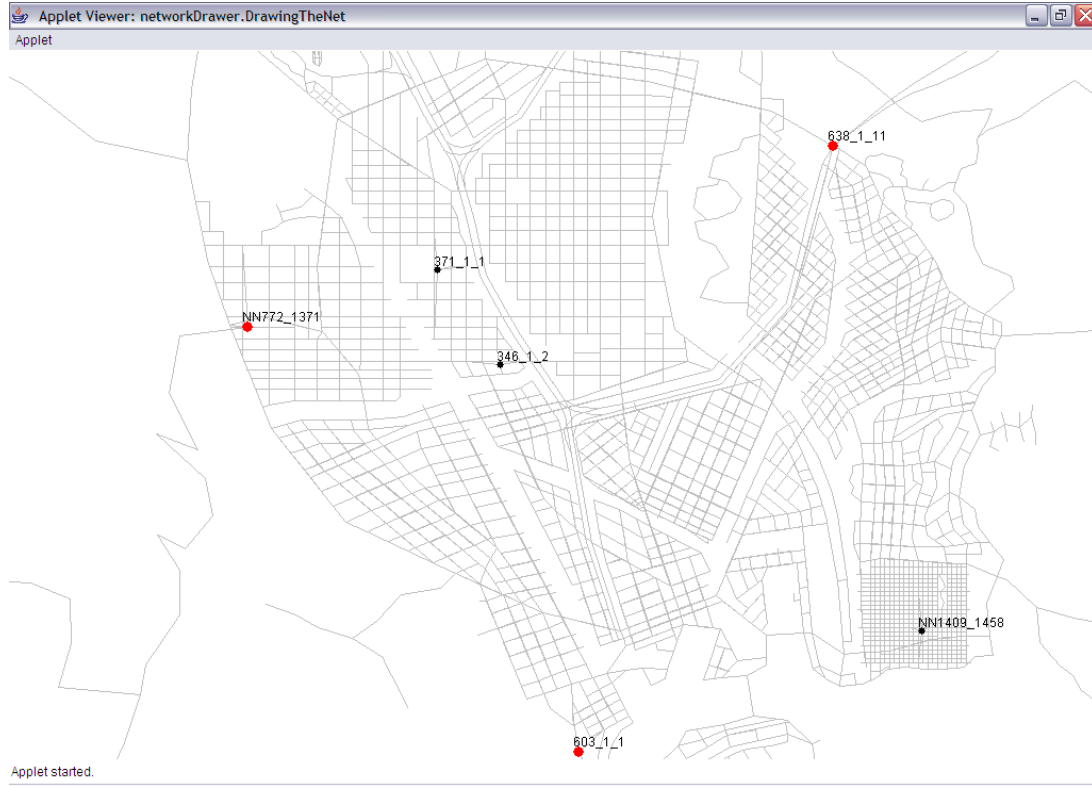 Applet Viewer: networkDrawer.DrawingTheNet
Applet
638_1_11
371_1_1
NN772_1371
346_1_2
NN1409_1458
603_1_1
Applet started.